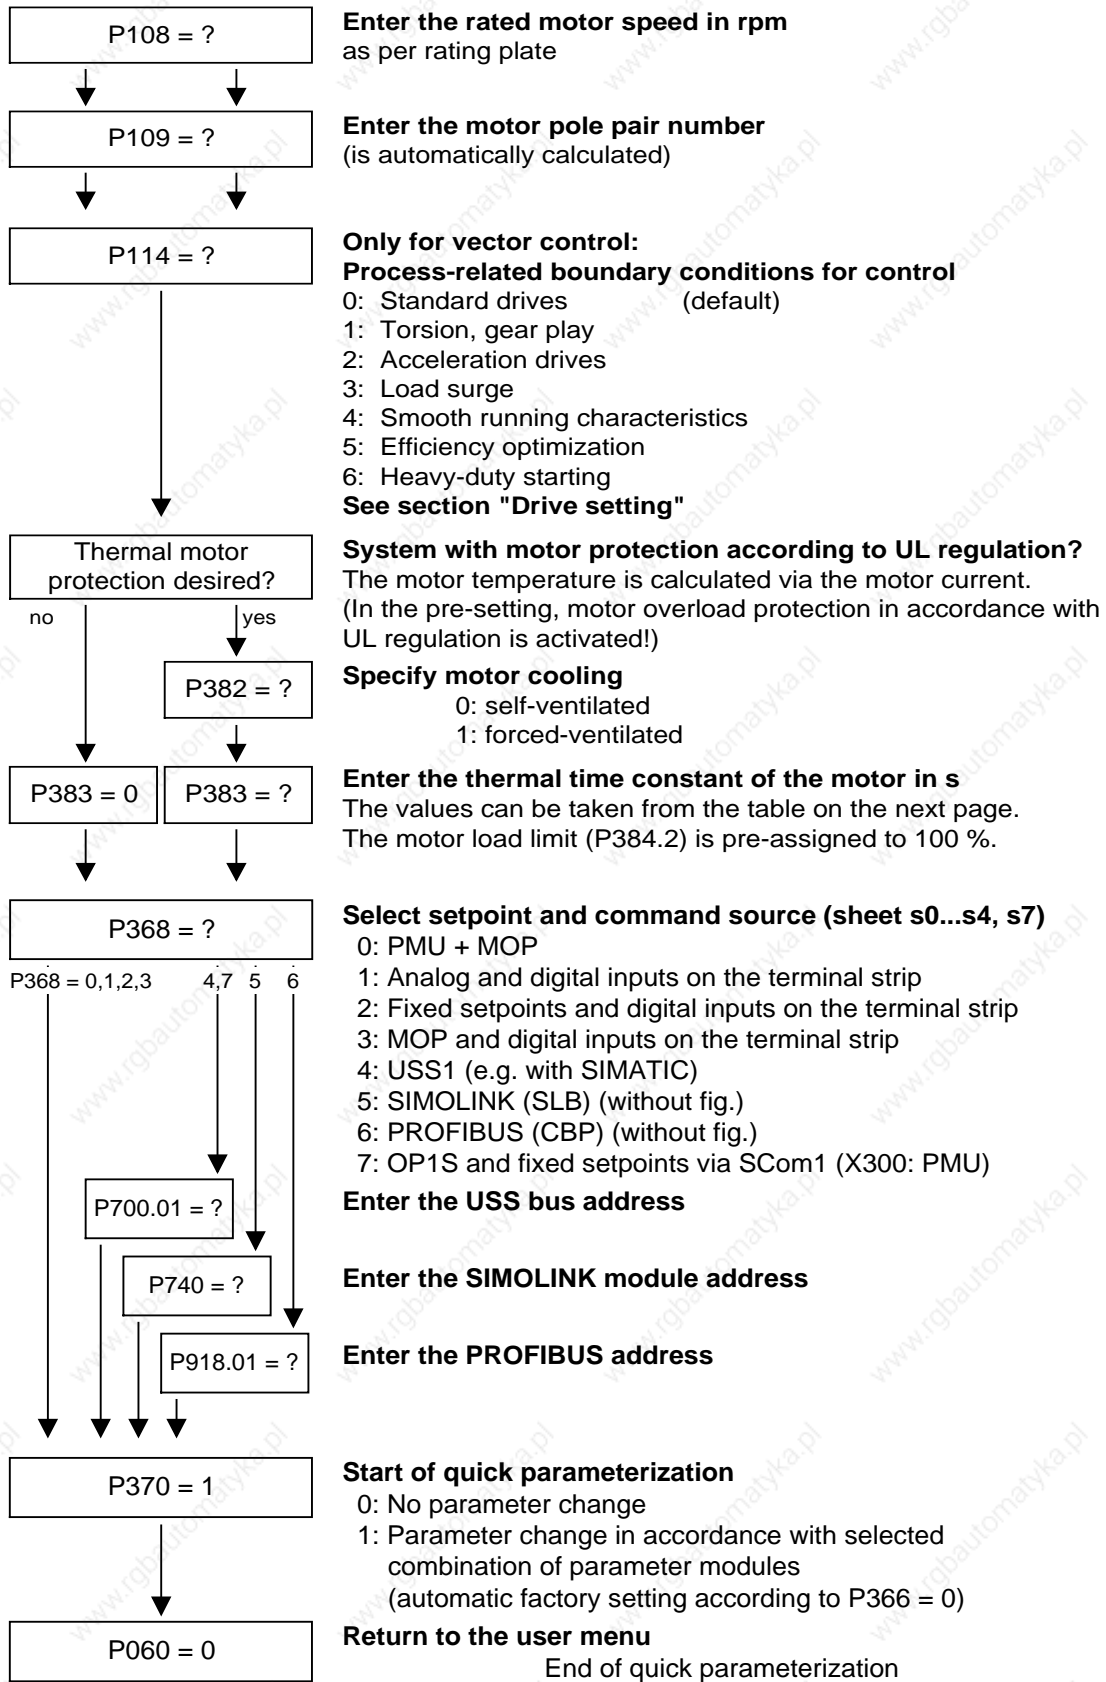 P108 = ?
Enter the rated motor speed in rpm
as per rating plate
P109 = ?
Enter the motor pole pair number
(is automatically calculated)
P114 = ?
Only for vector control:
Process-related boundary conditions for control
0: Standard drives (default)
1: Torsion, gear play
2: Acceleration drives
3: Load surge
4: Smooth running characteristics
5: Efficiency optimization
6: Heavy-duty starting
See section "Drive setting"
Thermal motor
protection desired?
no
yes
System with motor protection according to UL regulation?
The motor temperature is calculated via the motor current.
(In the pre-setting, motor overload protection in accordance with
UL regulation is activated!)
P382 = ?
Specify motor cooling
0: self-ventilated
1: forced-ventilated
P383 = 0
P383 = ?
Enter the thermal time constant of the motor in s
The values can be taken from the table on the next page.
The motor load limit (P384.2) is pre-assigned to 100 %.
P368 = ?
P368 = 0,1,2,3 4,7 5 6
Select setpoint and command source (sheet s0...s4, s7)
0: PMU + MOP
1: Analog and digital inputs on the terminal strip
2: Fixed setpoints and digital inputs on the terminal strip
3: MOP and digital inputs on the terminal strip
4: USS1 (e.g. with SIMATIC)
5: SIMOLINK (SLB) (without fig.)
6: PROFIBUS (CBP) (without fig.)
7: OP1S and fixed setpoints via SCom1 (X300: PMU)
P700.01 = ?
Enter the USS bus address
P740 = ?
Enter the SIMOLINK module address
P918.01 = ?
Enter the PROFIBUS address
P370 = 1
Start of quick parameterization
0: No parameter change
1: Parameter change in accordance with selected
combination of parameter modules
(automatic factory setting according to P366 = 0)
P060 = 0
Return to the user menu
End of quick parameterization
www.rgbautomatyka.pl